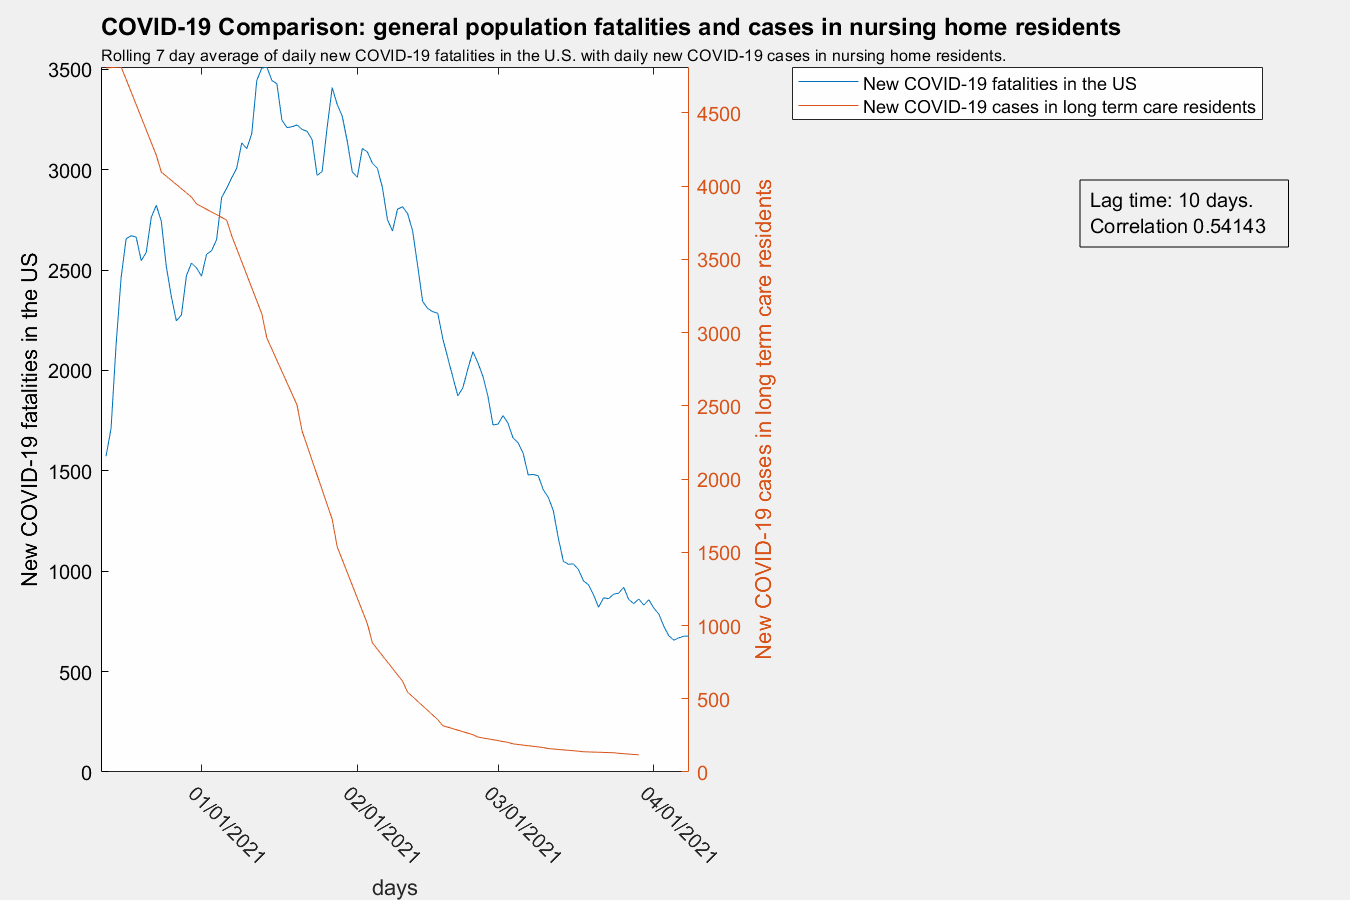 COVID-19 Comparison: general population fatalities and cases in nursing home residents
Rolling 7 day average of daily new COVID-19 fatalities in the U.S. with daily new COVID-19 cases in nursing home residents.
New COVID-19 fatalities in the US
New COVID-19 cases in long term care residents
Lag time: 10 days.
Correlation 0.54143
New COVID-19 fatalities in the US
3500
3000
2500
2000
1500
1000
500
0
4500
4000
3500
3000
2500
2000
1500
1000
500
0
New COVID-19 cases in long term care residents
01/01/2021
02/01/2021
03/01/2021
04/01/2021
days